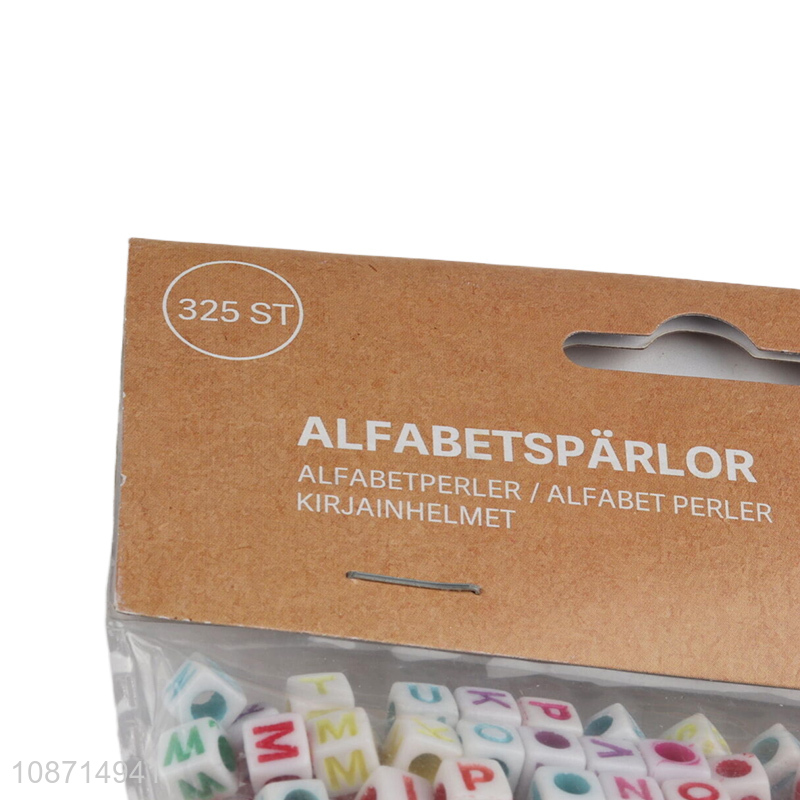 325 ST
ALFABETSPÄRLOR
ALFABETPERLER / ALFABET PERLER
KIRJAINHELMET
T U K P
W M M X O V
M I P N O
10871494